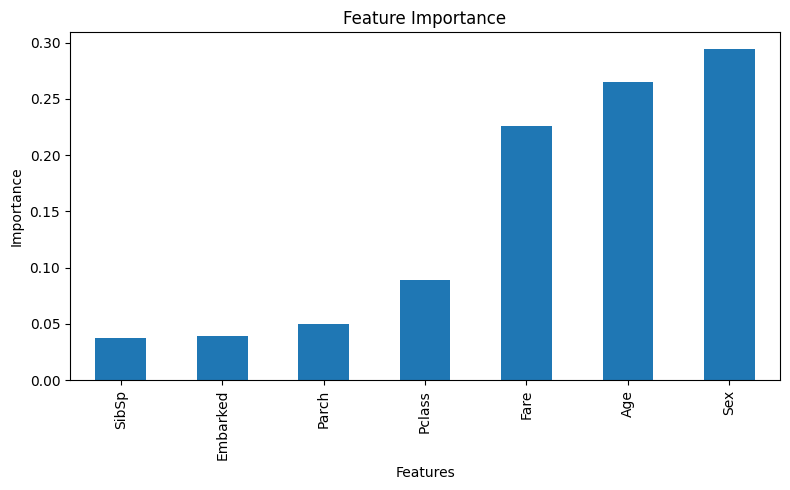 Feature Importance
Importance
0.30
0.25
0.20
0.15
0.10
0.05
0.00
SibSp
Embarked
Parch
Pclass
Fare
Age
Sex
Features